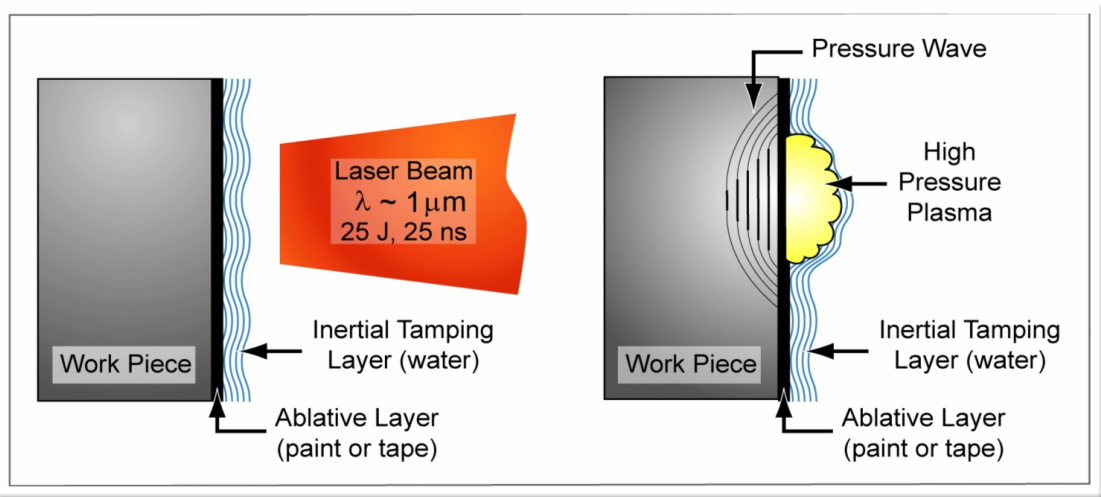 Laser Beam
λ ~ 1μm
25 J, 25 ns
Inertial Tamping
Layer (water)
Work Piece
Ablative Layer
(paint or tape)
Pressure Wave
High
Pressure
Plasma
Inertial Tamping
Layer (water)
Work Piece
Ablative Layer
(paint or tape)